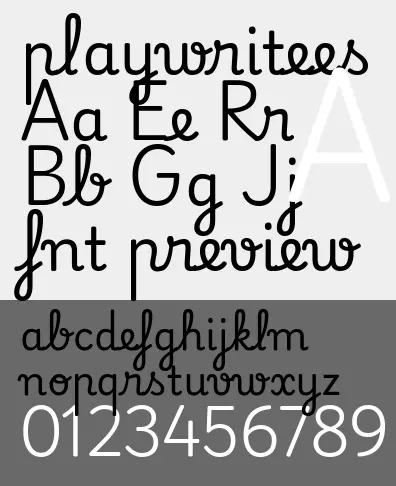 playwritees
Aa Ee Rr
Bb Gg Jj
A
fnt preview
abcdefghijklm
nopqrstuvwxyz
0123456789